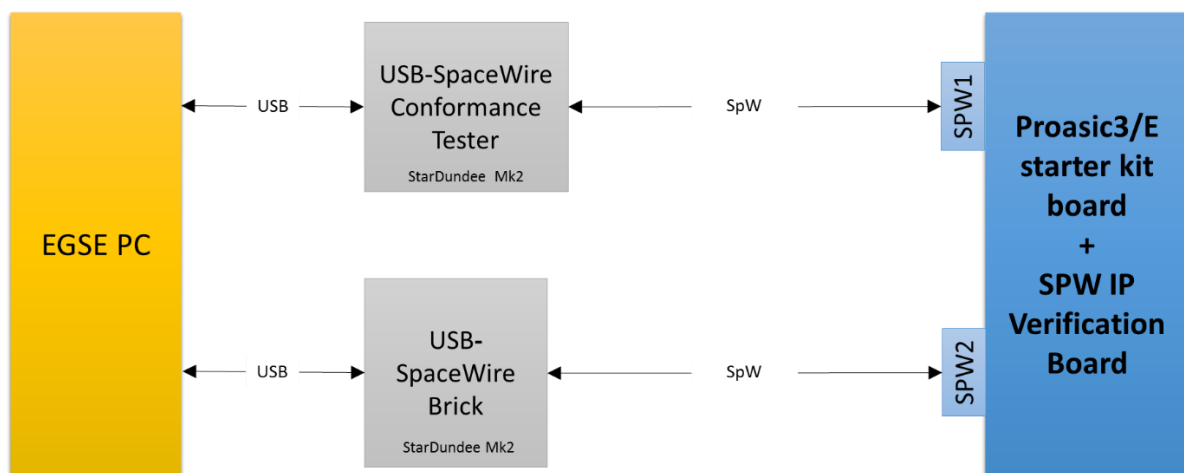 EGSE PC
USB
USB-SpaceWire
Conformance
Tester
StarDundee Mk2
SpW
SPW1
USB
USB-
SpaceWire
Brick
StarDundee Mk2
SpW
SPW2
Proasic3/E
starter kit
board
+
SPW IP
Verification
Board